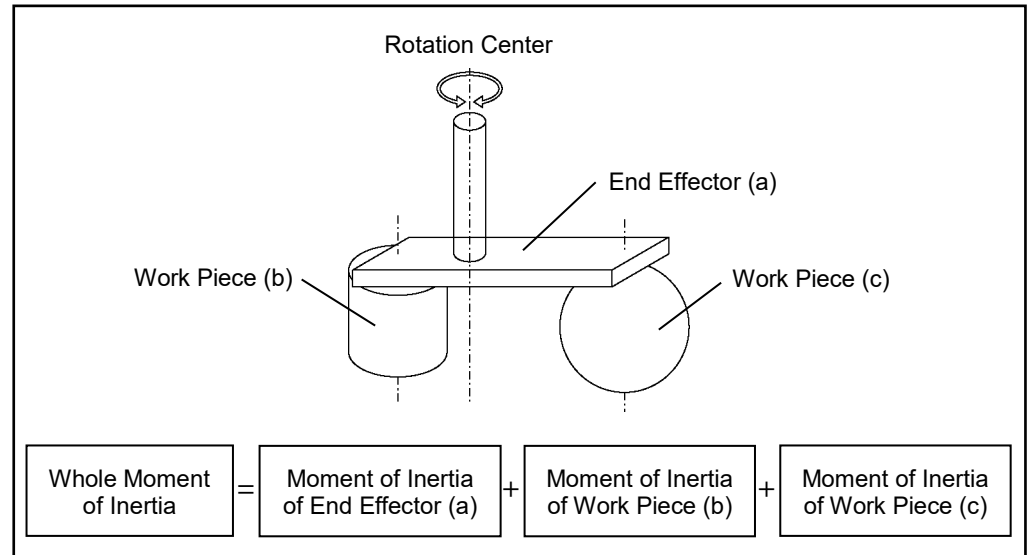 Rotation Center
End Effector (a)
Work Piece (b)
Work Piece (c)
Whole Moment
of Inertia
=
Moment of Inertia
of End Effector (a)
+
Moment of Inertia
of Work Piece (b)
+
Moment of Inertia
of Work Piece (c)